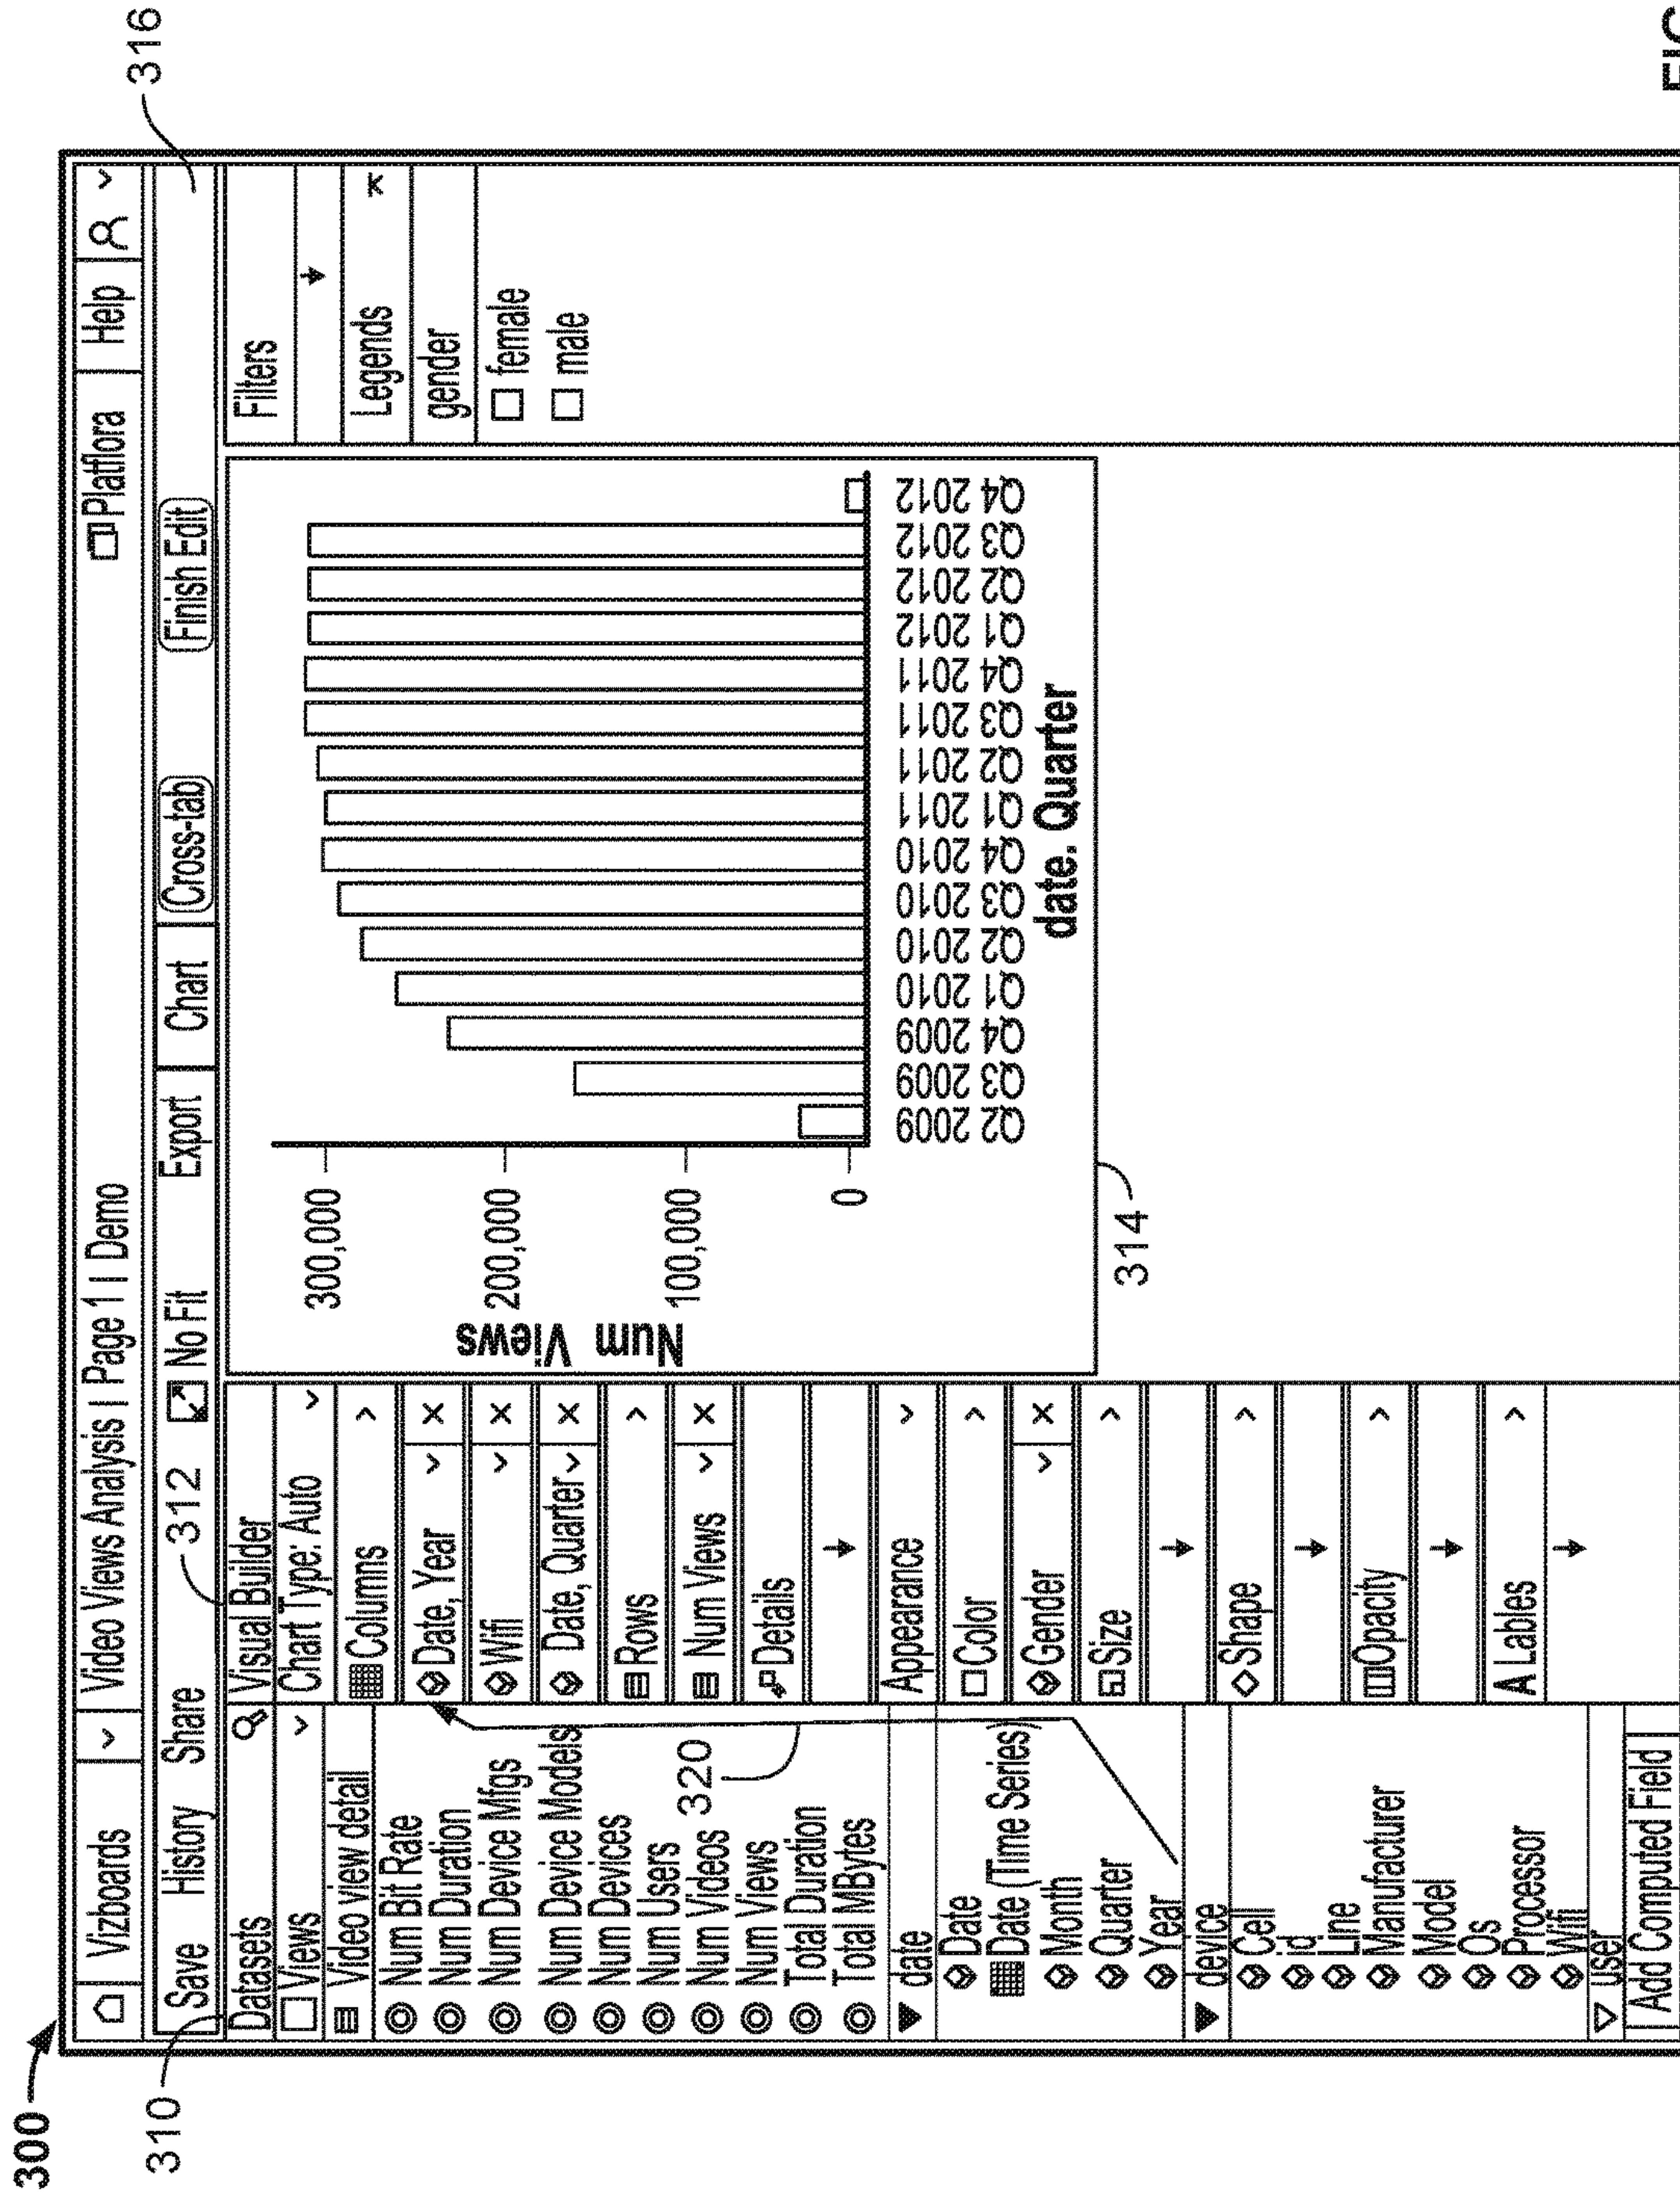 300
316
Vizboards
Video Views Analysis | Page 1 | Demo
Platflora
Help
310
Save
History
Share
312
No Fit
Export
Chart
Cross-tab
Finish Edit
Datasets
Views
Video view detail
Num Bit Rate
Num Duration
Num Device Mfgs
Num Device Models
Num Devices
Num Users
Num Videos
320
Num Views
Total Duration
Total MBytes
date
Date
Date (Time Series)
Month
Quarter
Year
device
Cell
id
Line
Manufacturer
Model
Os
Processor
Wifi
user
Add Computed Field
Visual Builder
Chart Type: Auto
Columns
Date, Year
Wifi
Date, Quarter
Rows
Num Views
Details
Appearance
Color
Gender
Size
Shape
Opacity
A Lables
Num Views
300,000
200,000
100,000
0
Q2 2009
Q3 2009
Q4 2009
Q1 2010
Q2 2010
Q3 2010
Q4 2010
Q1 2011
Q2 2011
Q3 2011
Q4 2011
Q1 2012
Q2 2012
Q3 2012
Q4 2012
date. Quarter
314
Filters
Legends
gender
female
male